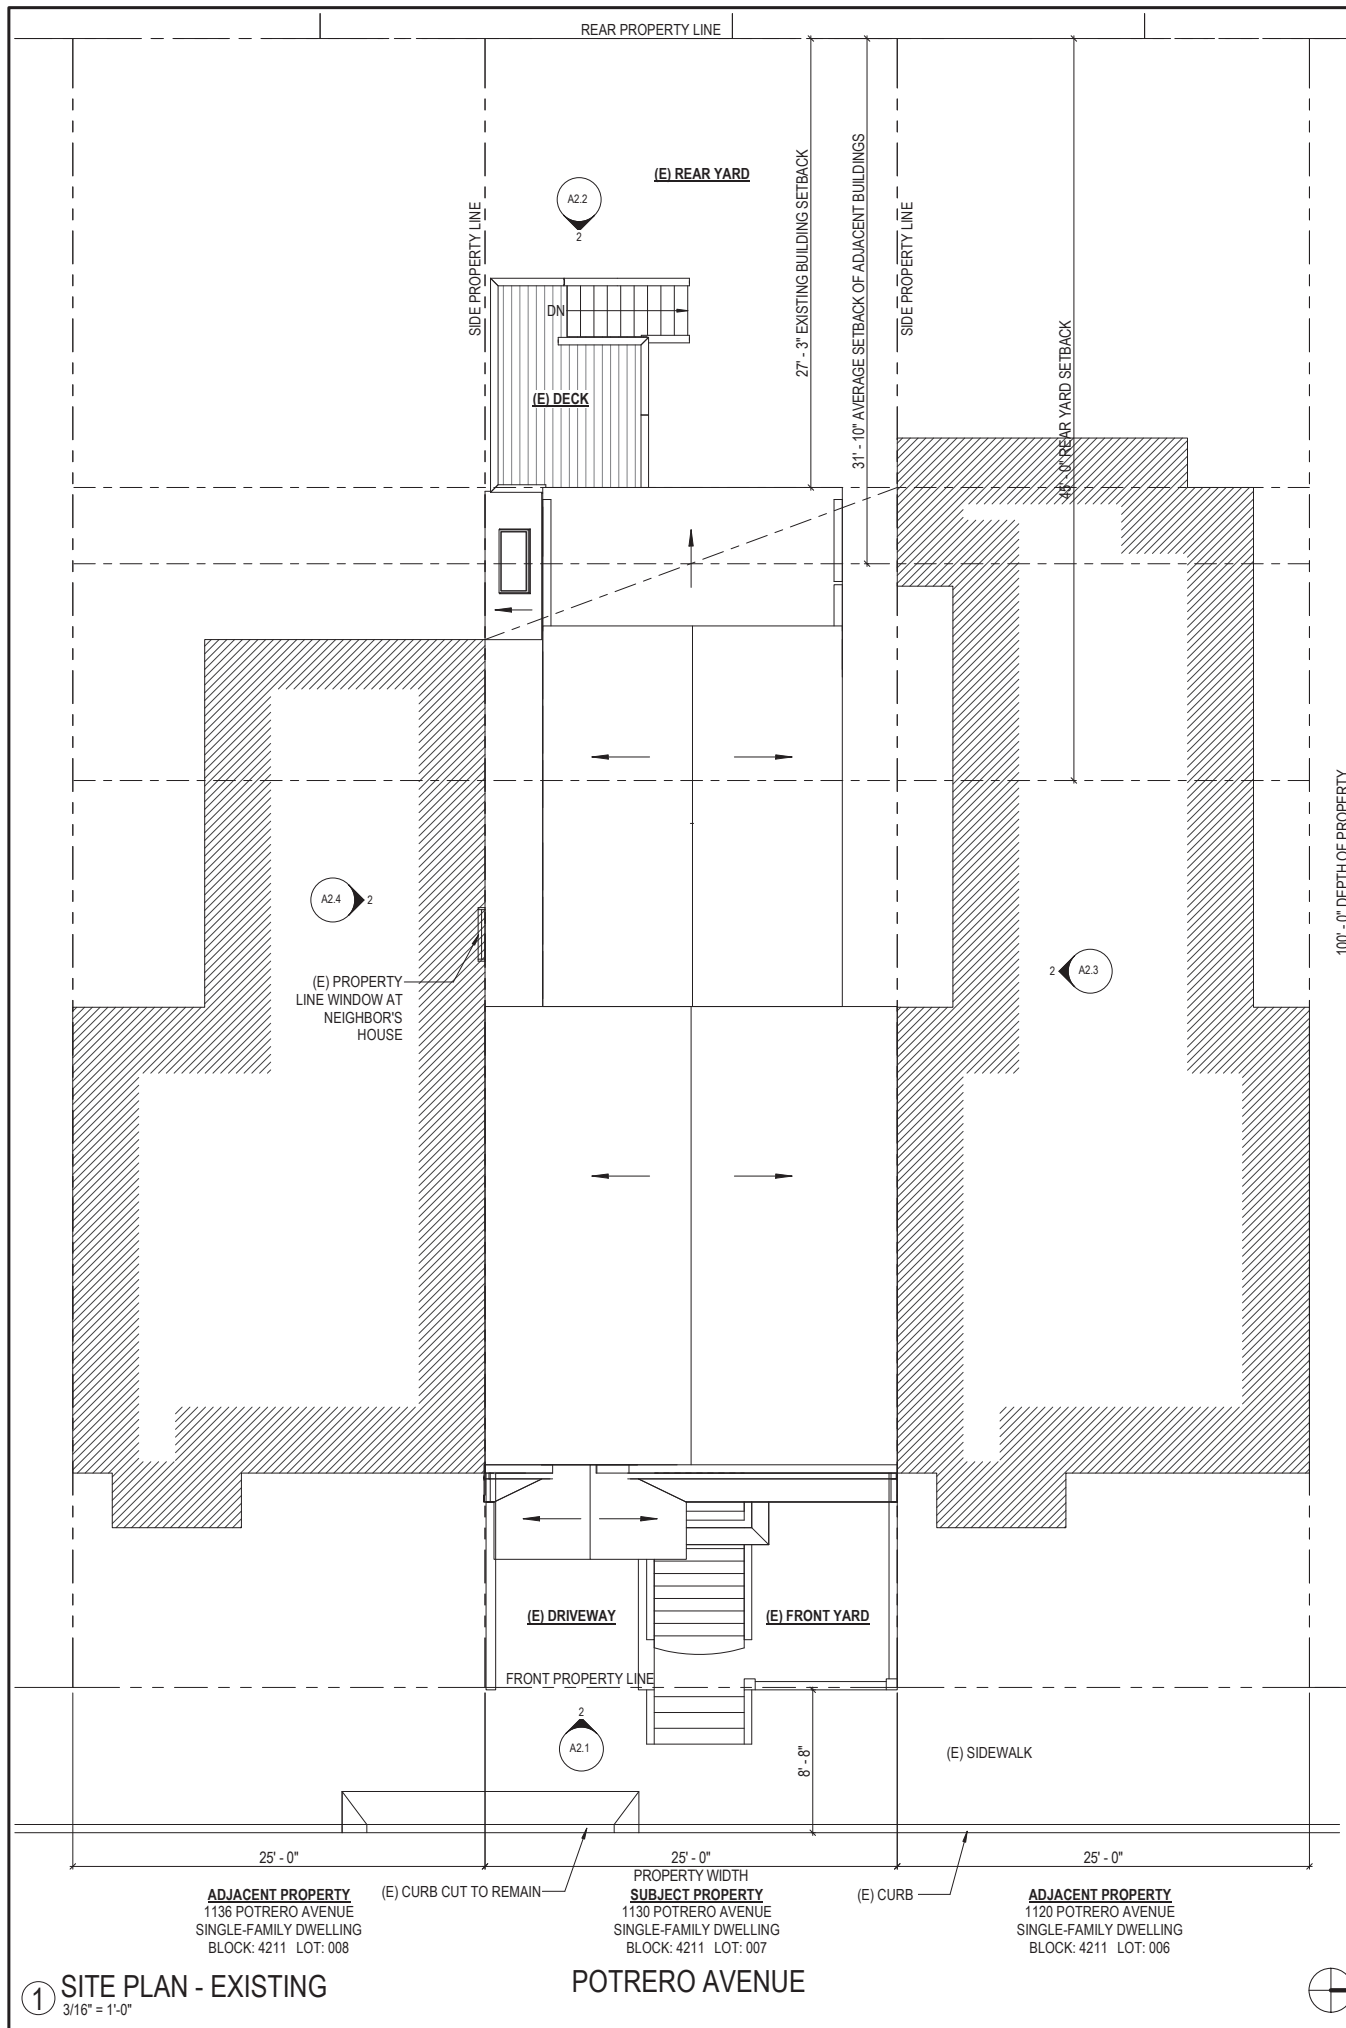 REAR PROPERTY LINE
(E) REAR YARD
A2.2
2
SIDE PROPERTY LINE
27' - 3" EXISTING BUILDING SETBACK
31' - 10" AVERAGE SETBACK OF ADJACENT BUILDINGS
SIDE PROPERTY LINE
45' - 0" REAR YARD SETBACK
DN
(E) DECK
100' - 0" DEPTH OF PROPERTY
A2.4
2
(E) PROPERTY
LINE WINDOW AT
NEIGHBOR'S
HOUSE
2
A2.3
(E) DRIVEWAY
(E) FRONT YARD
FRONT PROPERTY LINE
2
A2.1
8' - 8"
(E) SIDEWALK
25' - 0"
25' - 0"
25' - 0"
PROPERTY WIDTH
(E) CURB CUT TO REMAIN
(E) CURB
ADJACENT PROPERTY
1136 POTRERO AVENUE
SINGLE-FAMILY DWELLING
BLOCK: 4211 LOT: 008
SUBJECT PROPERTY
1130 POTRERO AVENUE
SINGLE-FAMILY DWELLING
BLOCK: 4211 LOT: 007
ADJACENT PROPERTY
1120 POTRERO AVENUE
SINGLE-FAMILY DWELLING
BLOCK: 4211 LOT: 006
POTRERO AVENUE
1
SITE PLAN - EXISTING
3/16" = 1'-0"